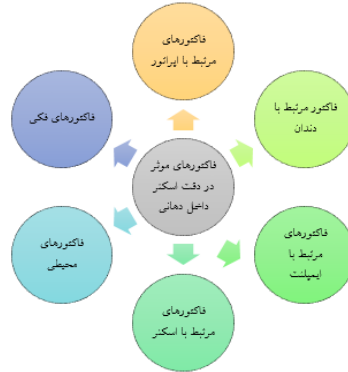 فاکتورهای
مرتبط با اپراتور
فاکتور مرتبط با
دندان
فاکتورهای فکی
فاکتورهای موثر
در دقت اسکنر
داخل دهانی
فاکتورهای
مرتبط با
ایمپلنت
فاکتورهای
محیطی
فاکتورهای
مرتبط با اسکنر